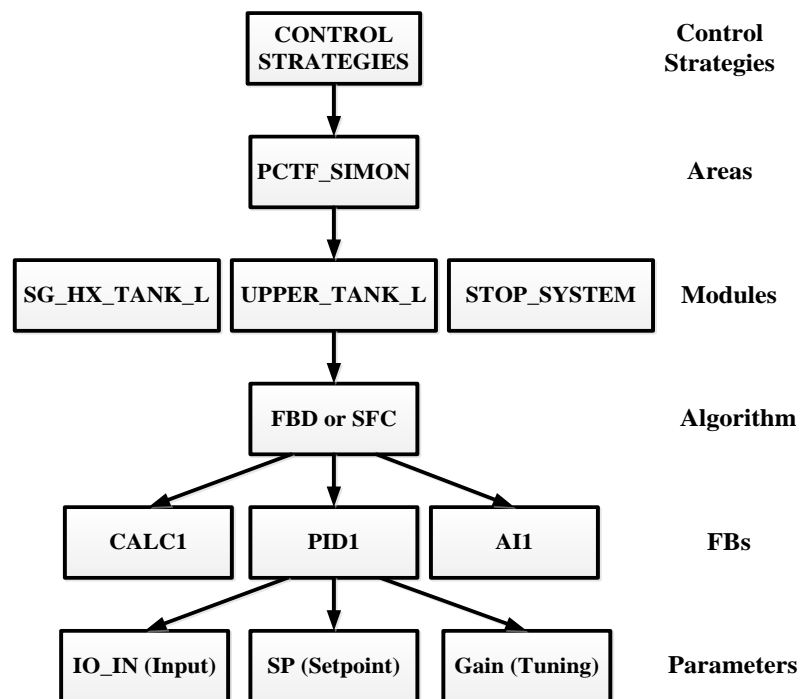 CONTROL
STRATEGIES
Control
Strategies
PCTF_SIMON
Areas
SG_HX_TANK_L
UPPER_TANK_L
STOP_SYSTEM
Modules
FBD or SFC
Algorithm
CALC1
PID1
AI1
FBs
IO_IN (Input)
SP (Setpoint)
Gain (Tuning)
Parameters